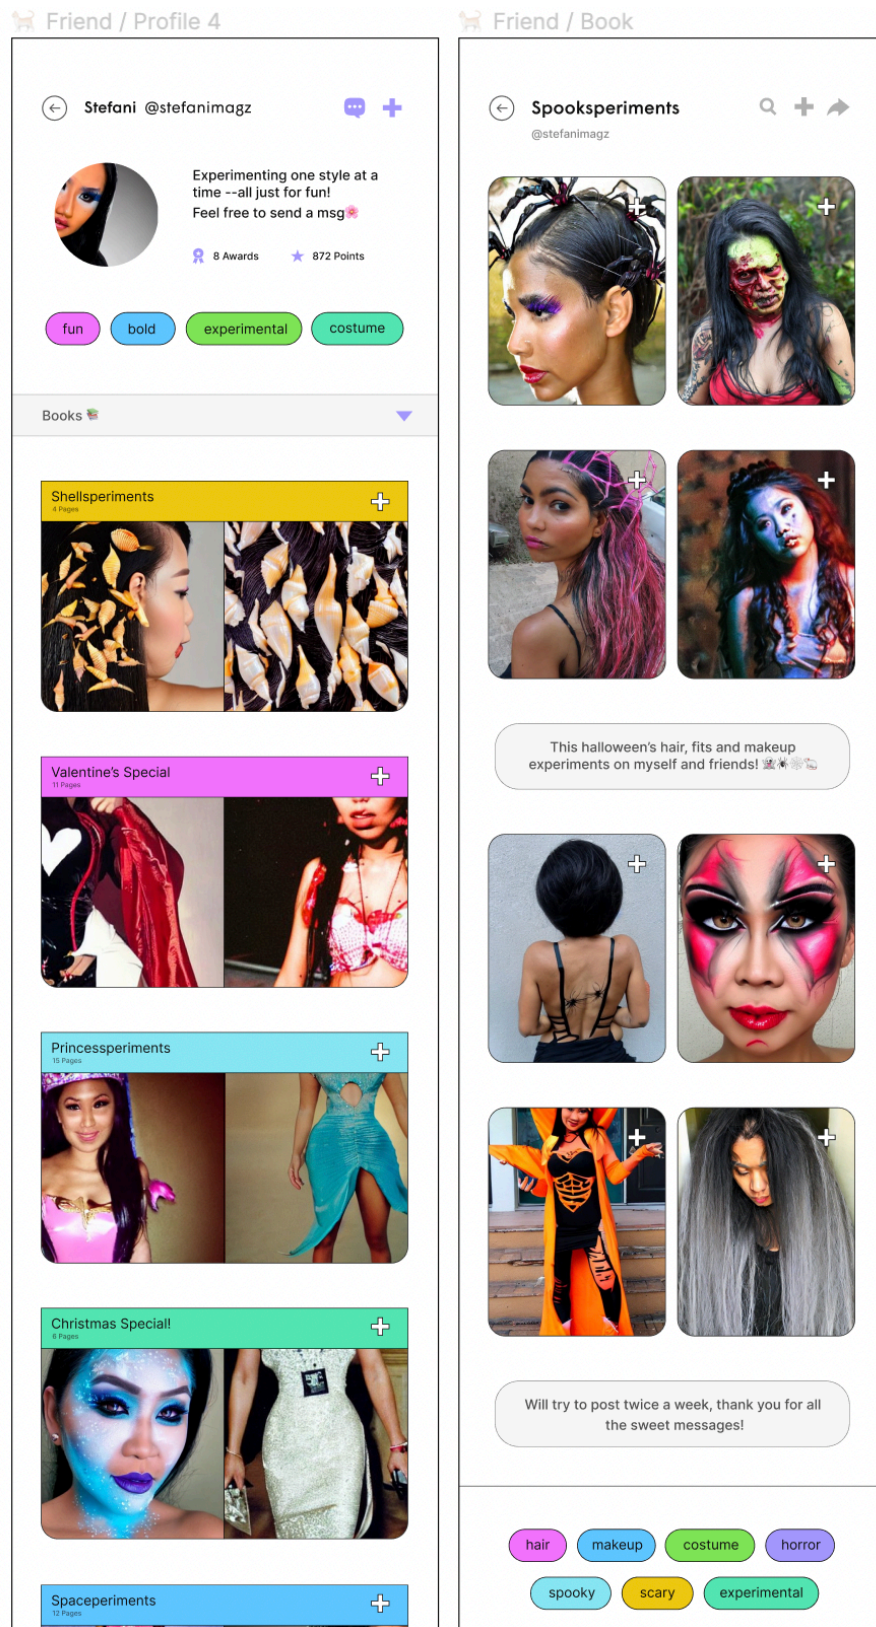 Friend / Profile 4
Stefani @stefanimagz
Experimenting one style at a
time --all just for fun!
Feel free to send a msg🌸
8 Awards 872 Points
fun bold experimental costume
Books 📚
Shellsperiments
4 Pages
Valentine's Special
11 Pages
Princessperiments
15 Pages
Christmas Special!
6 Pages
Spaceperiments
12 Pages
Friend / Book
Spooksperiments
@stefanimagz
This halloween's hair, fits and makeup
experiments on myself and friends!
Will try to post twice a week, thank you for all
the sweet messages!
hair makeup costume horror
spooky scary experimental